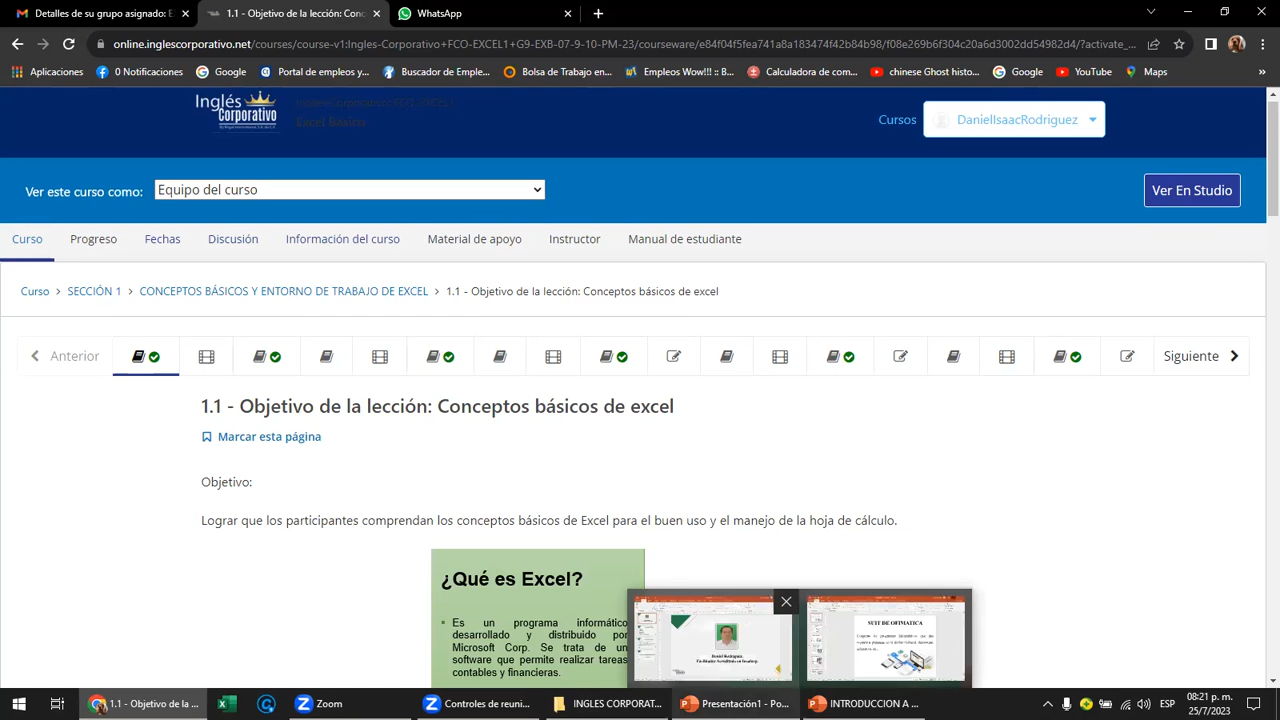 Detalles de su grupo asignado: E
1.1 - Objetivo de la lección: Con
WhatsApp
online.inglescorporativo.net/courses/course-v1:Ingles-Corporativo+FCO-EXCEL1+G9-EXB-07-9-10-PM-23/courseware/e84f04f5fea741a8a183474f42b84b98/f08e269b6f304c20a6d3002dd54982d4/?activate_...
Aplicaciones
0 Notificaciones
Google
Portal de empleos y...
Buscador de Emple...
Bolsa de Trabajo en...
Empleos Wow!!! :: B...
Calculadora de com...
chinese Ghost histo...
Google
YouTube
Maps
Inglés
Corporativo
Excel Básico
Cursos
DanielIsaacRodriguez
Ver este curso como:
Equipo del curso
Ver En Studio
Curso
Progreso
Fechas
Discusión
Información del curso
Material de apoyo
Instructor
Manual de estudiante
Curso > SECCIÓN 1 > CONCEPTOS BÁSICOS Y ENTORNO DE TRABAJO DE EXCEL > 1.1 - Objetivo de la lección: Conceptos básicos de excel
Anterior
Siguiente
1.1 - Objetivo de la lección: Conceptos básicos de excel
Marcar esta página
Objetivo:
Lograr que los participantes comprendan los conceptos básicos de Excel para el buen uso y el manejo de la hoja de cálculo.
¿Qué es Excel?
Es un programa informático
desarrollado y distribuido por
Microsoft Corp. Se trata de un
software que permite realizar tareas
contables y financieras.
Daniel Rodriguez
SUIT DE OFIMATICA
1.1 - Objetivo de la ...
Zoom
Controles de reuni...
INGLES CORPORAT...
Presentación1 - Po...
INTRODUCCION A ...
ESP
08:21 p. m.
25/7/2023